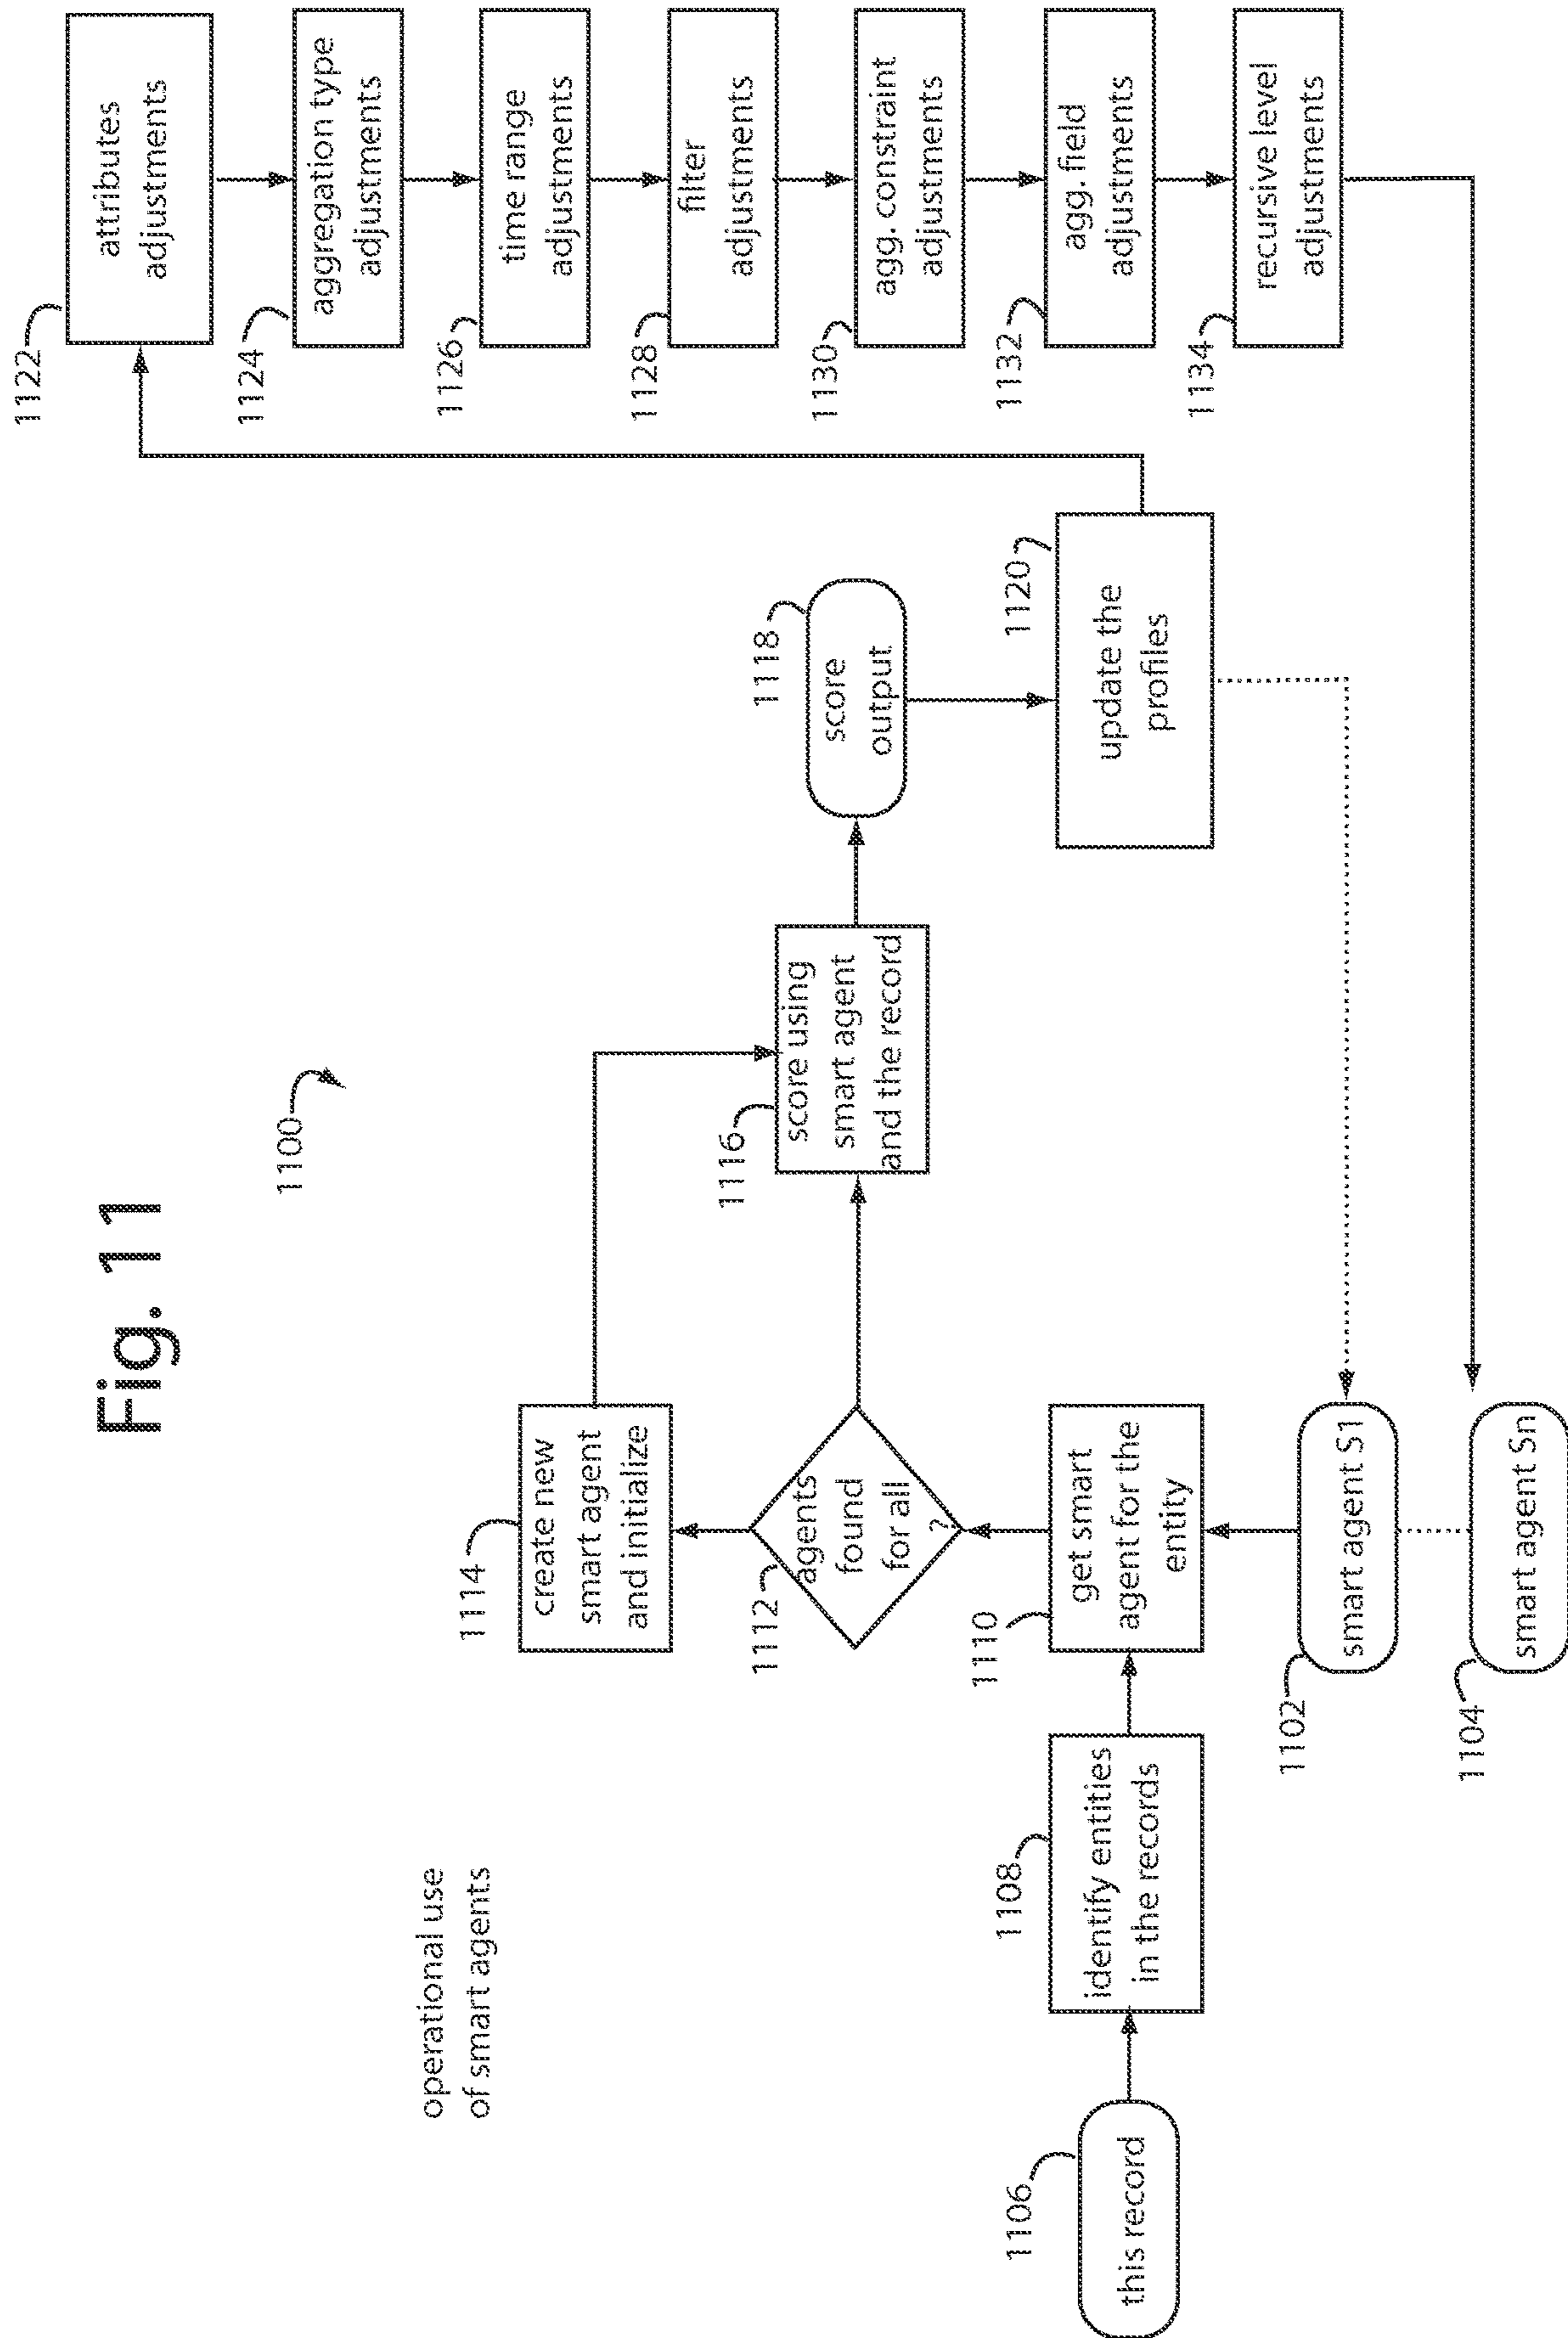 Fig. 11
1100
operational use
of smart agents
1106
this record
1108
identify entities
in the records
1110
get smart
agent for the
entity
1102
smart agent S1
1104
smart agent Sn
1112
agents
found
for all
?
1114
create new
smart agent
and initialize
1116
score using
smart agent
and the record
1118
score
output
1120
update the
profiles
1122
attributes
adjustments
1124
aggregation type
adjustments
1126
time range
adjustments
1128
filter
adjustments
1130
agg. constraint
adjustments
1132
agg. field
adjustments
1134
recursive level
adjustments